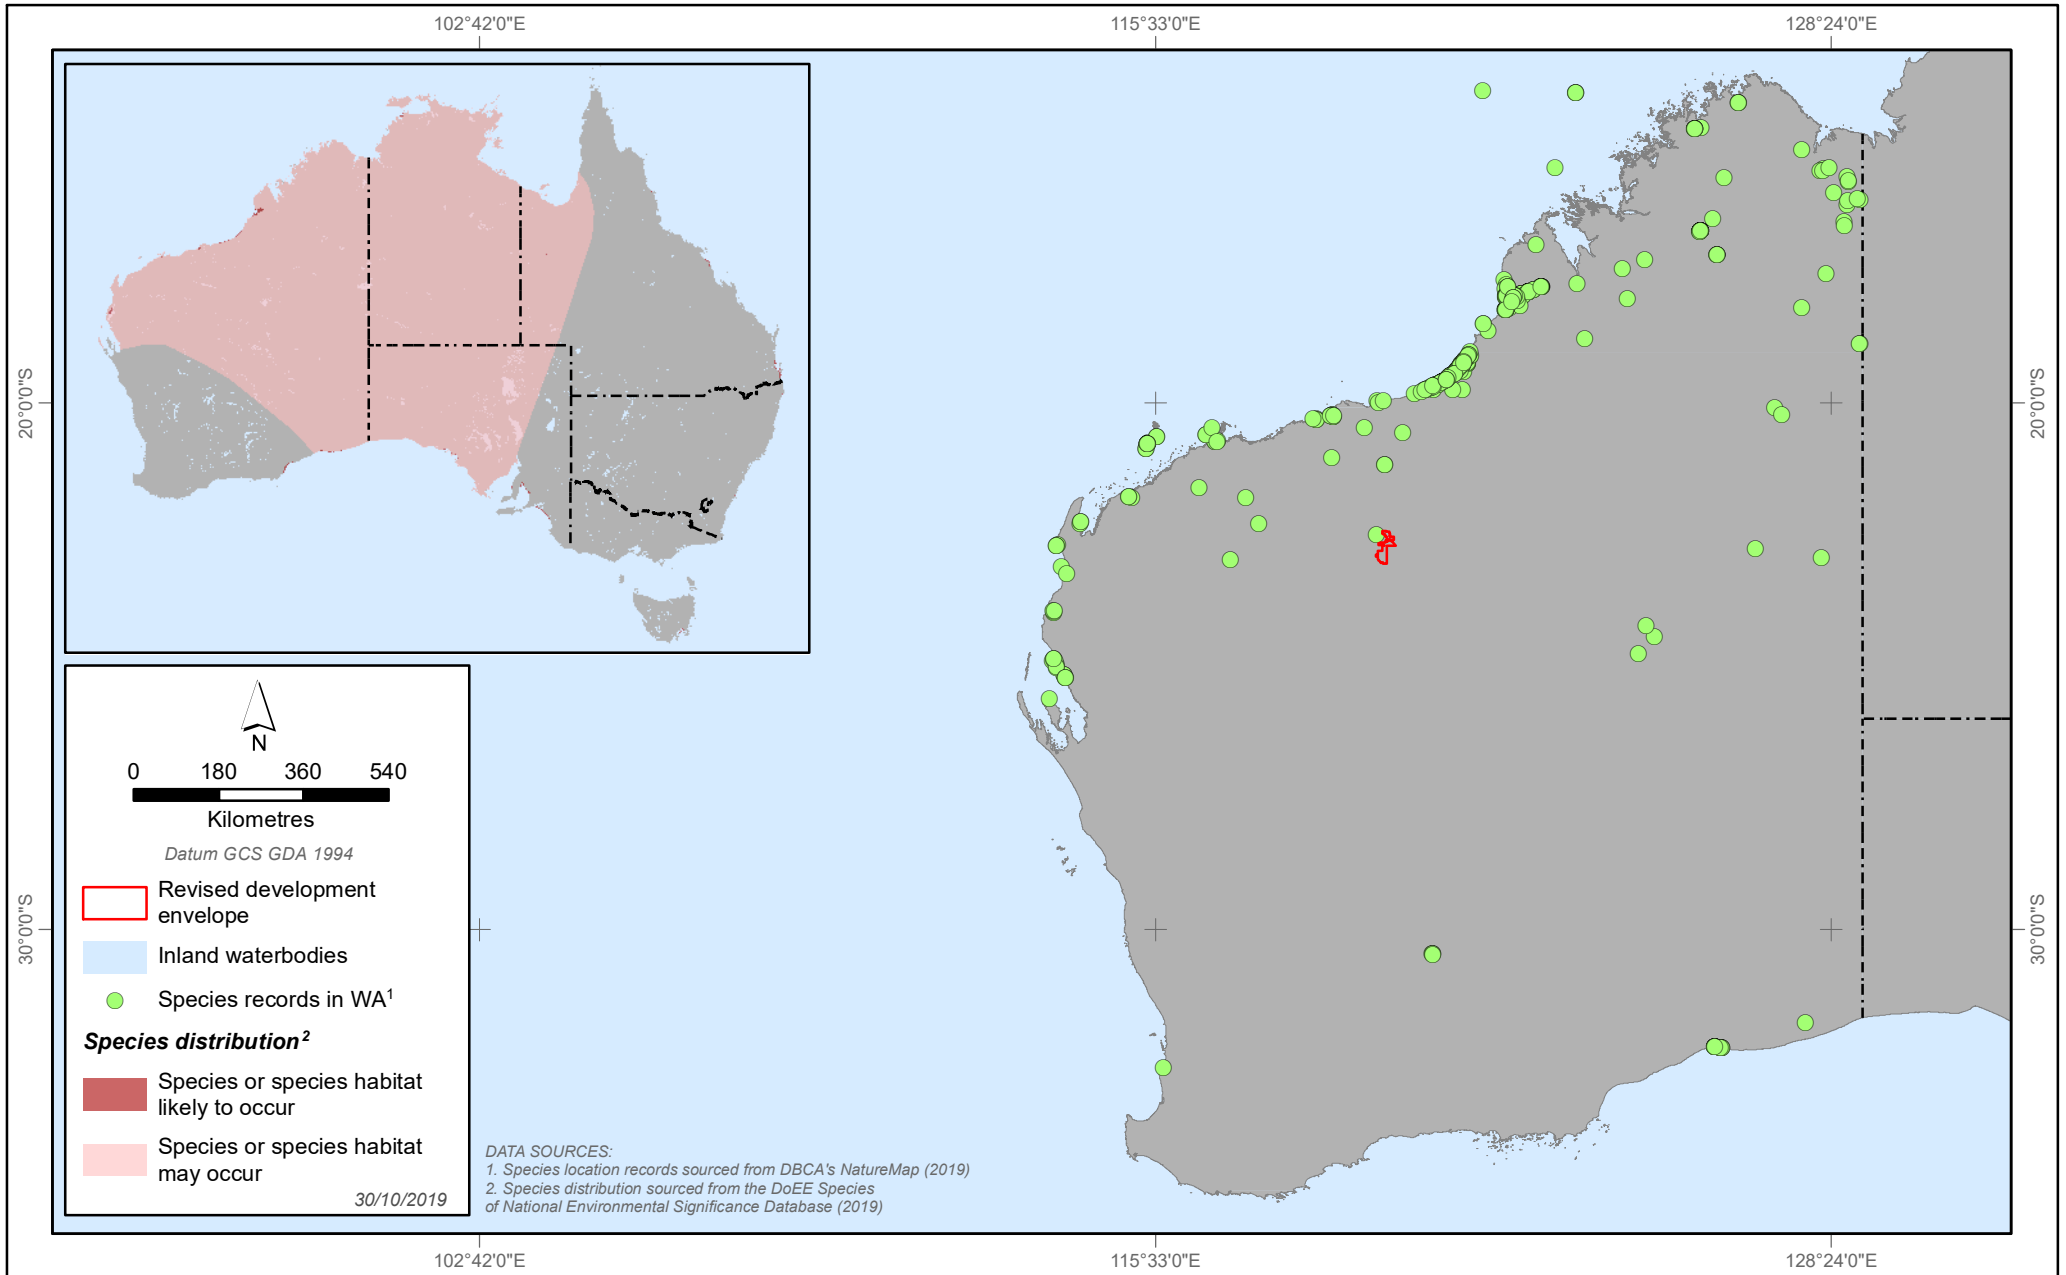 102°42'0"E
115°33'0"E
128°24'0"E
20°0'0"S
20°0'0"S
N
0 180 360 540
Kilometres
Datum GCS GDA 1994
Revised development
envelope
Inland waterbodies
Species records in WA1
Species distribution2
Species or species habitat
likely to occur
Species or species habitat
may occur
30/10/2019
30°0'0"S
30°0'0"S
DATA SOURCES:
1. Species location records sourced from DBCA's NatureMap (2019)
2. Species distribution sourced from the DoEE Species
of National Environmental Significance Database (2019)
102°42'0"E
115°33'0"E
128°24'0"E